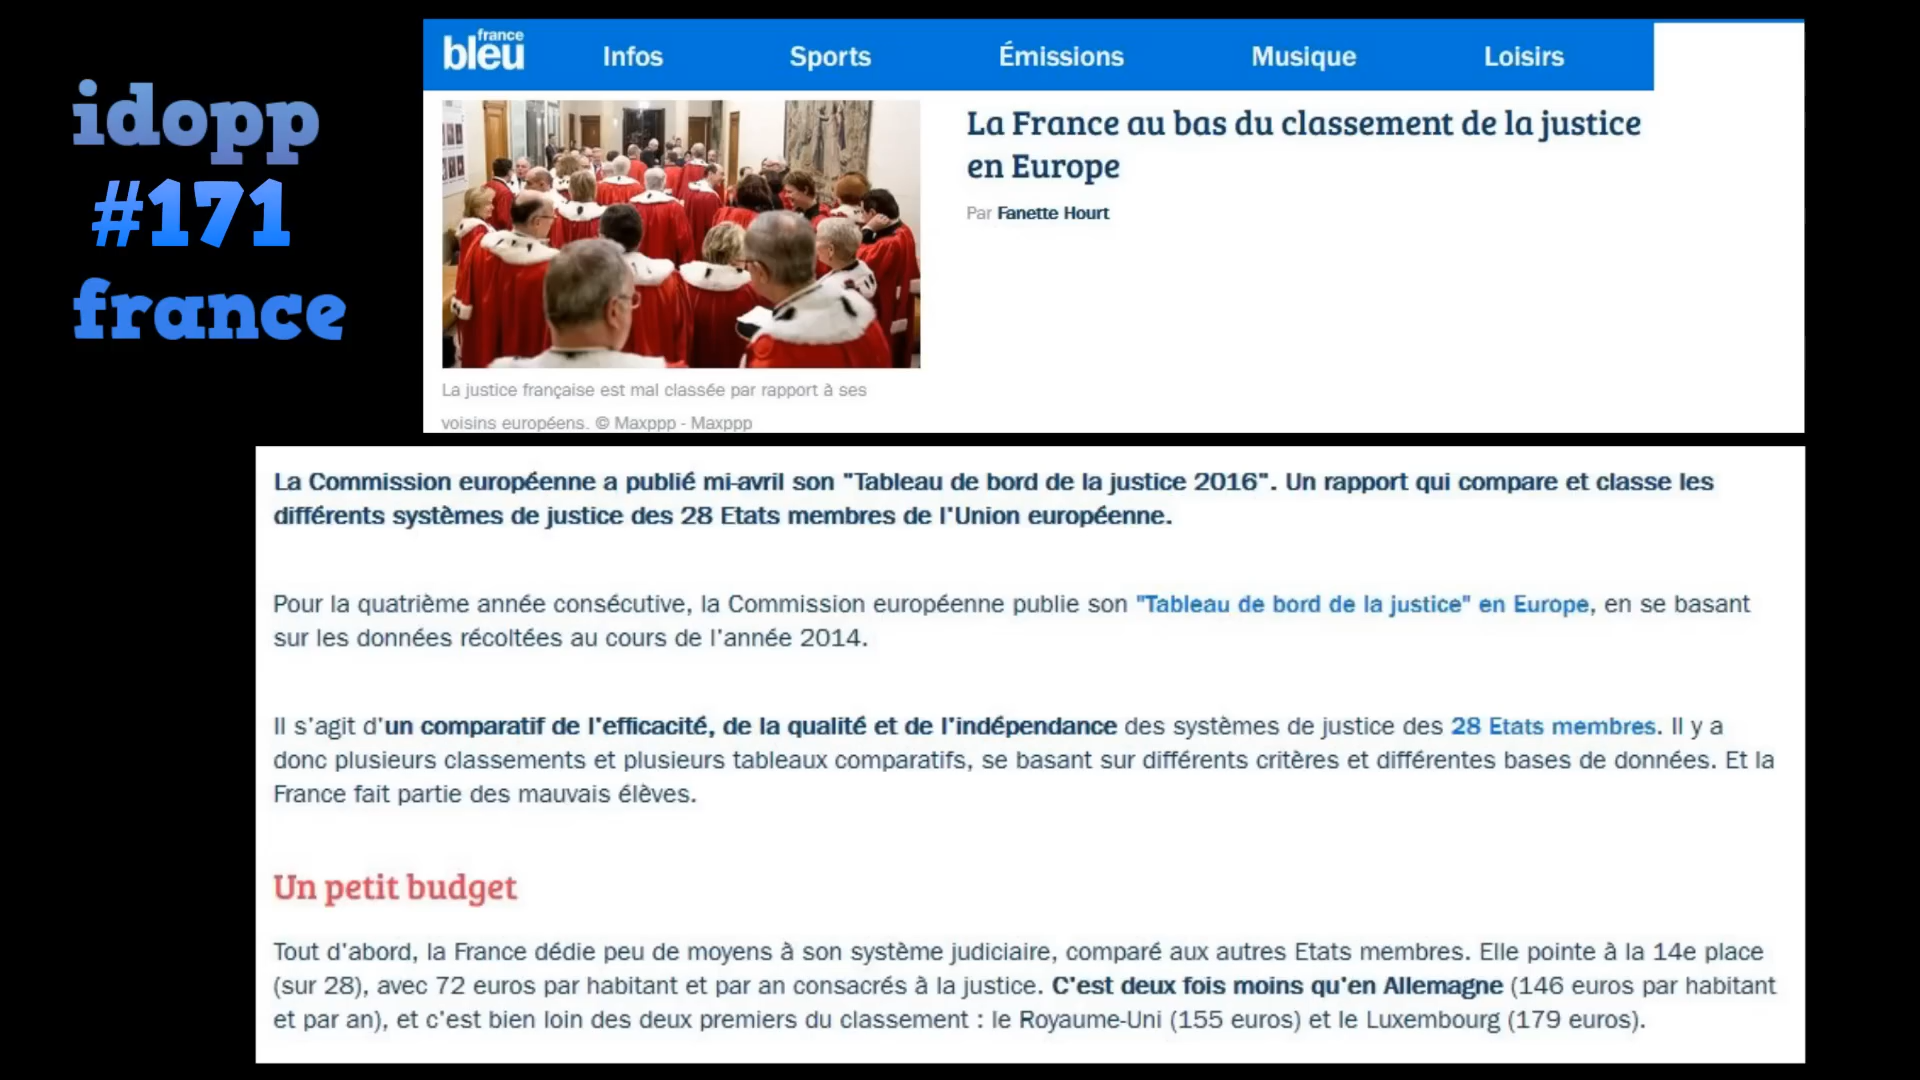 idopp
#171
france
france
bleu
Infos
Sports
Émissions
Musique
Loisirs
La France au bas du classement de la justice
en Europe
Par Fanette Hourt
La justice française est mal classée par rapport à ses
voisins européens. © Maxppp - Maxppp
La Commission européenne a publié mi-avril son "Tableau de bord de la justice 2016". Un rapport qui compare et classe les
différents systèmes de justice des 28 Etats membres de l'Union européenne.
Pour la quatrième année consécutive, la Commission européenne publie son "Tableau de bord de la justice" en Europe, en se basant
sur les données récoltées au cours de l'année 2014.
Il s'agit d'un comparatif de l'efficacité, de la qualité et de l'indépendance des systèmes de justice des 28 Etats membres. Il y a
donc plusieurs classements et plusieurs tableaux comparatifs, se basant sur différents critères et différentes bases de données. Et la
France fait partie des mauvais élèves.
Un petit budget
Tout d'abord, la France dédie peu de moyens à son système judiciaire, comparé aux autres Etats membres. Elle pointe à la 14e place
(sur 28), avec 72 euros par habitant et par an consacrés à la justice. C'est deux fois moins qu'en Allemagne (146 euros par habitant
et par an), et c'est bien loin des deux premiers du classement : le Royaume-Uni (155 euros) et le Luxembourg (179 euros).